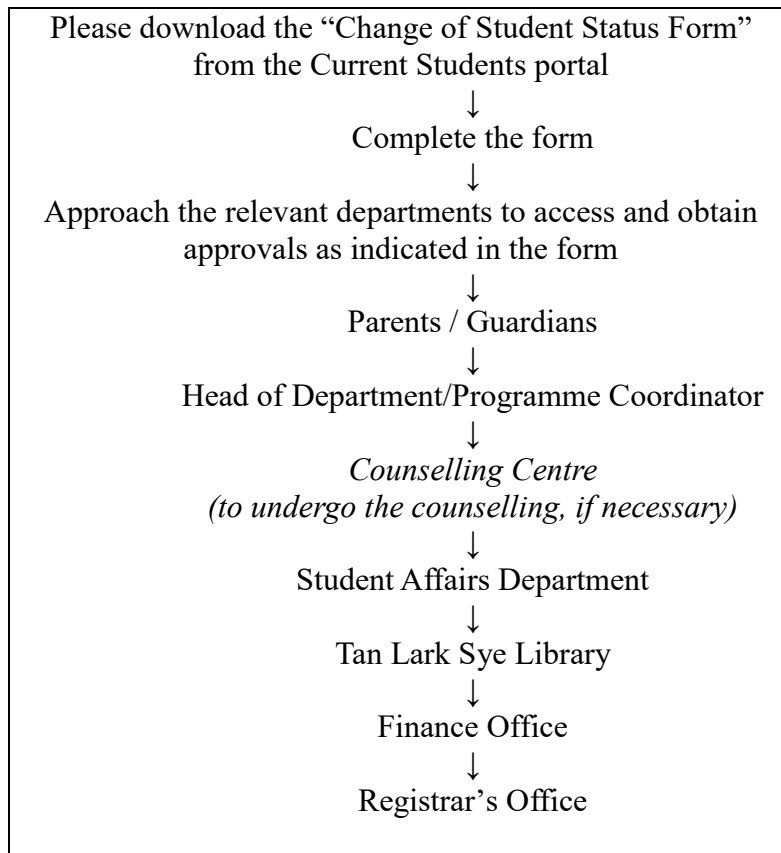 Please download the “Change of Student Status Form”
from the Current Students portal
↓
Complete the form
↓
Approach the relevant departments to access and obtain
approvals as indicated in the form
↓
Parents / Guardians
↓
Head of Department/Programme Coordinator
↓
Counselling Centre
(to undergo the counselling, if necessary)
↓
Student Affairs Department
↓
Tan Lark Sye Library
↓
Finance Office
↓
Registrar’s Office